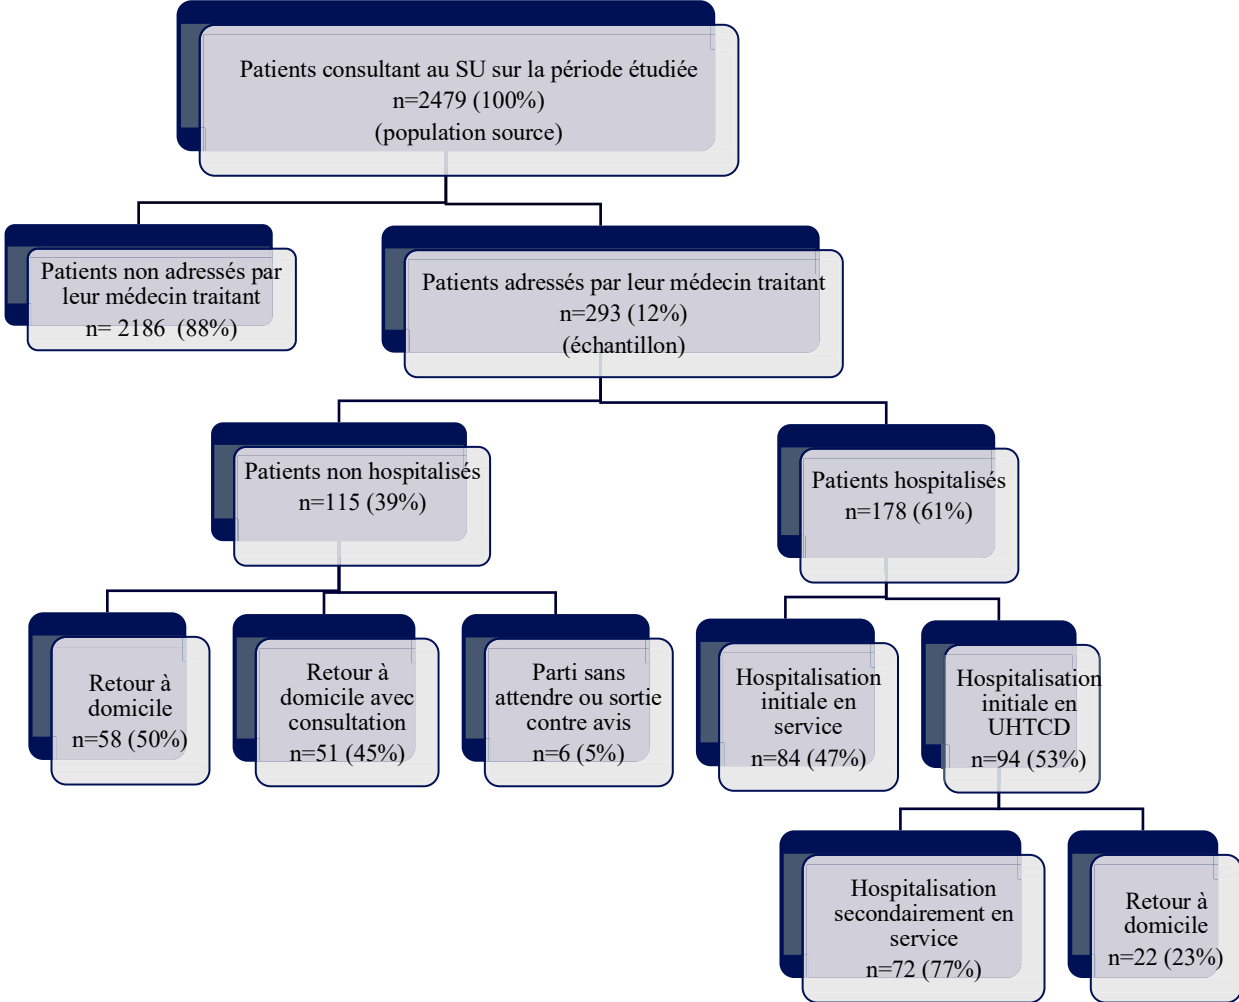 Patients consultant au SU sur la période étudiée
n=2479 (100%)
(population source)
Patients non adressés par
leur médecin traitant
n= 2186  (88%)
Patients adressés par leur médecin traitant
n=293 (12%)
(échantillon)
Patients non hospitalisés
n=115 (39%)
Patients hospitalisés
n=178 (61%)
Retour à
domicile
n=58 (50%)
Retour à
domicile avec
consultation
n=51 (45%)
Parti sans
attendre ou sortie
contre avis
n=6 (5%)
Hospitalisation
initiale en
service
n=84 (47%)
Hospitalisation
initiale en
UHTCD
n=94 (53%)
Hospitalisation
secondairement en
service
n=72 (77%)
Retour à
domicile
n=22 (23%)